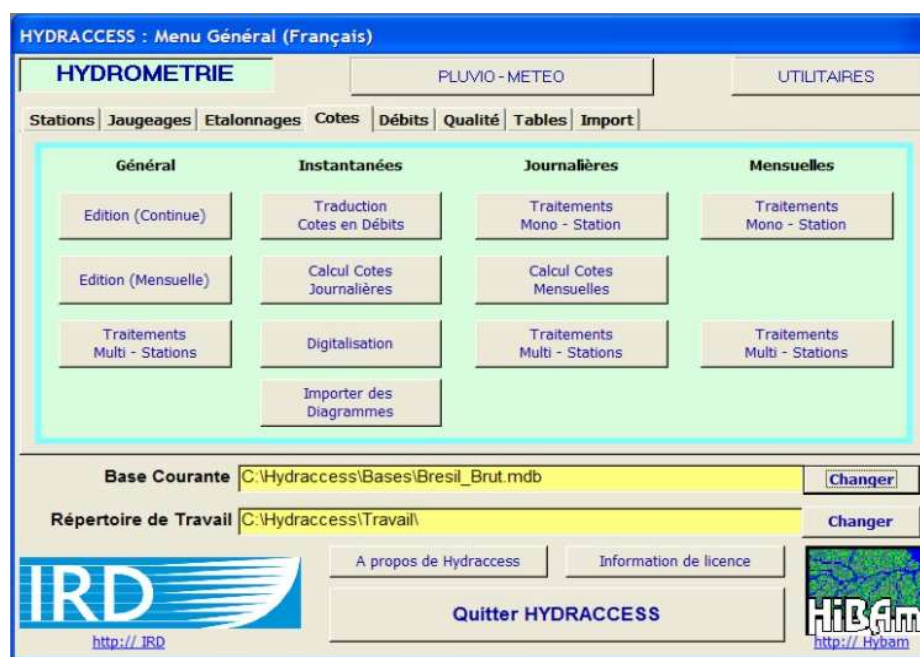 HYDRACCESS : Menu Général (Français)
HYDROMETRIE
PLUVIO - METEO
UTILITAIRES
Stations Jaugeages Etalonnages Cotes Débits Qualité Tables Import
Général
Instantanées
Journalières
Mensuelles
Edition (Continue)
Traduction
Cotes en Débits
Traitements
Mono - Station
Traitements
Mono - Station
Edition (Mensuelle)
Calcul Cotes
Journalières
Calcul Cotes
Mensuelles
Traitements
Multi - Stations
Digitalisation
Traitements
Multi - Stations
Traitements
Multi - Stations
Importer des
Diagrammes
Base Courante C:\Hydraccess\Bases\Bresil_Brut.mdb Changer
Répertoire de Travail C:\Hydraccess\Travail\ Changer
A propos de Hydraccess
Information de licence
IRD
Quitter HYDRACCESS
HiBAm
http:// IRD
http:// Hybam